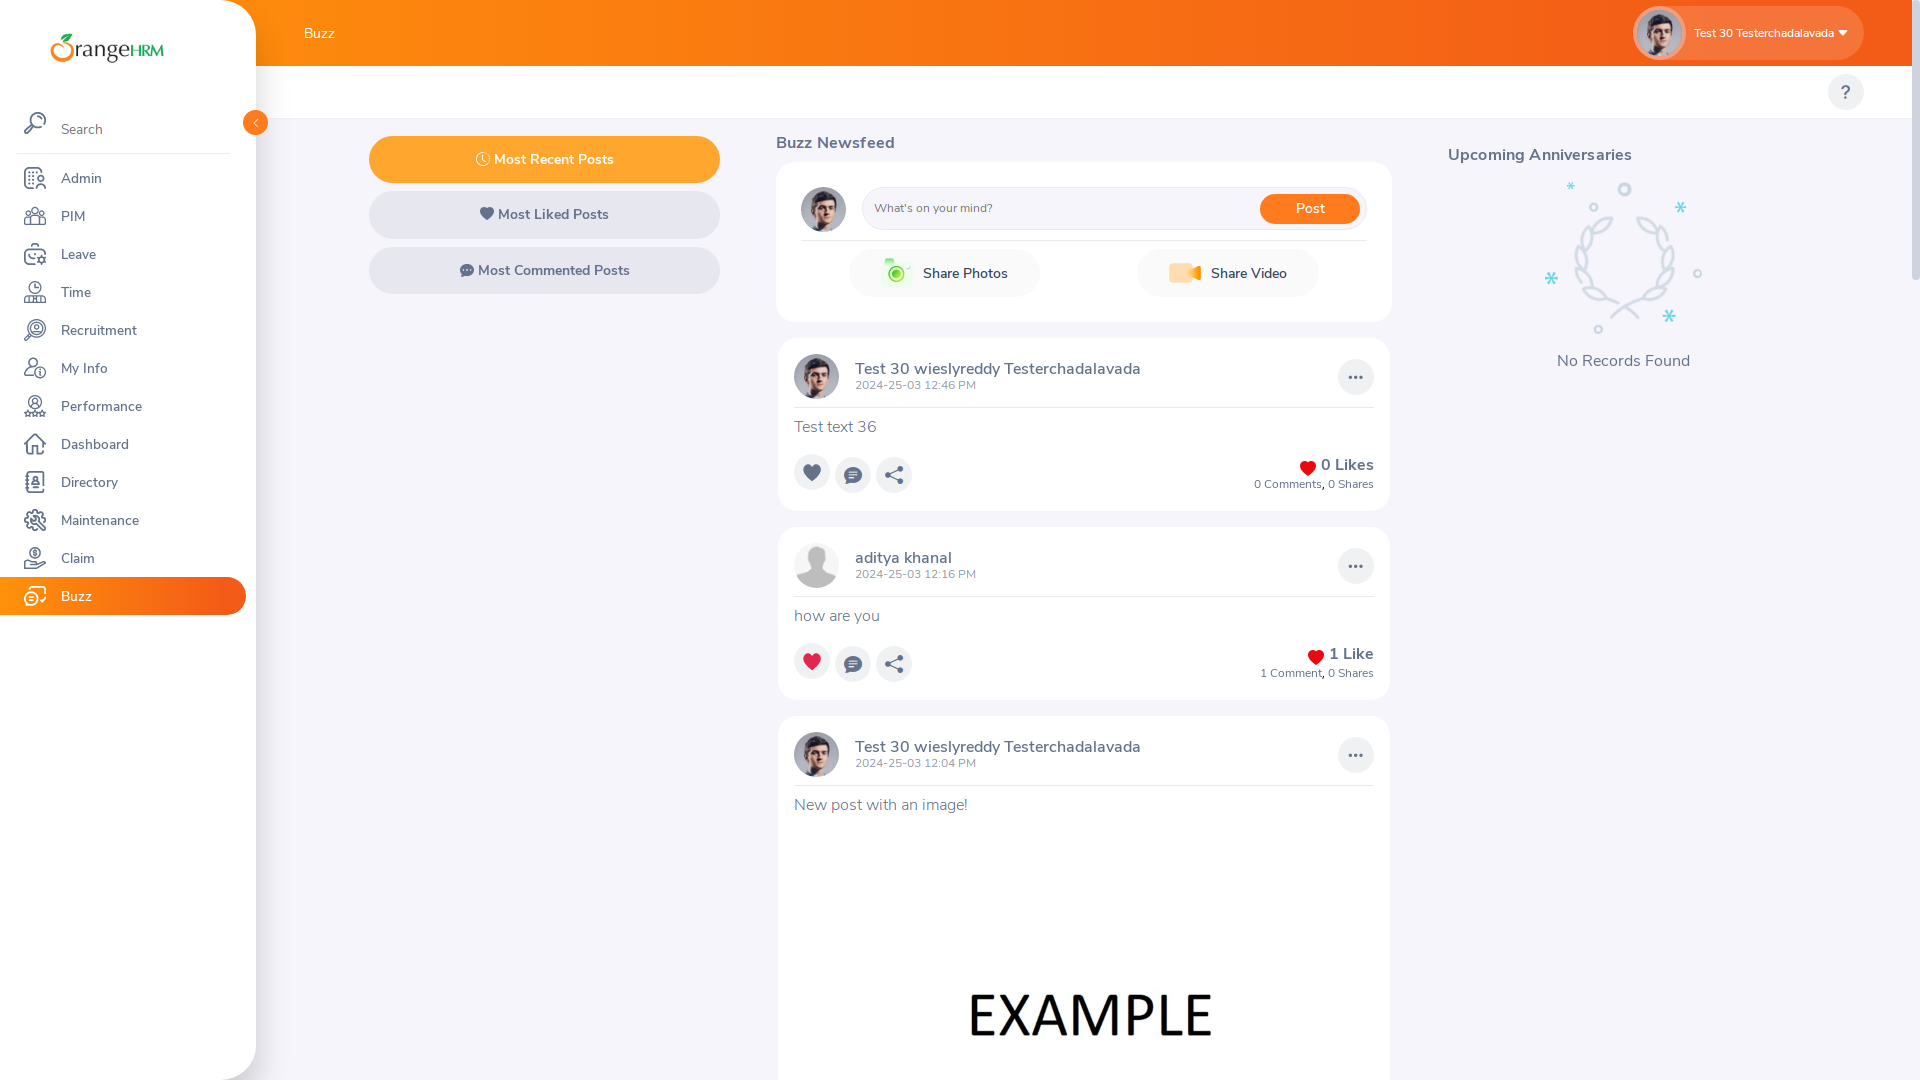 OrangeHRM
Search
Admin
PIM
Leave
Time
Recruitment
My Info
Performance
Dashboard
Directory
Maintenance
Claim
Buzz
Buzz
Test 30 Testerchadalavada
?
Most Recent Posts
Most Liked Posts
Most Commented Posts
Buzz Newsfeed
What's on your mind?
Post
Share Photos
Share Video
Test 30 wieslyreddy Testerchadalavada
2024-25-03 12:46 PM
Test text 36
0 Likes
0 Comments, 0 Shares
aditya khanal
2024-25-03 12:16 PM
how are you
1 Like
1 Comment, 0 Shares
Test 30 wieslyreddy Testerchadalavada
2024-25-03 12:04 PM
New post with an image!
EXAMPLE
Upcoming Anniversaries
No Records Found